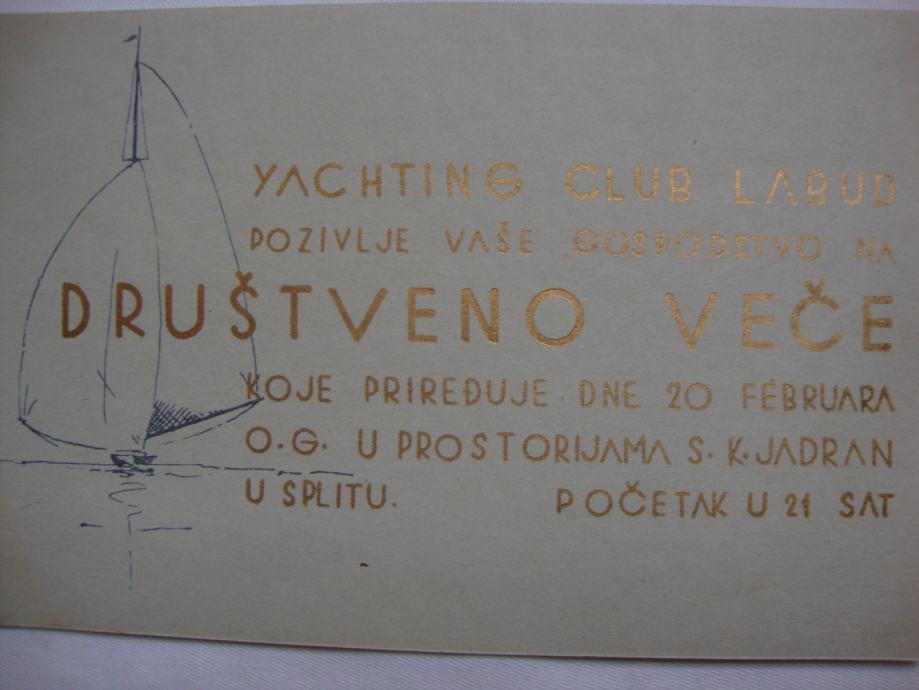 YACHTING CLUB LABUD
POZIVLJE VAŠE GOSPODSTVO NA
DRUŠTVENO VEČE
KOJE PRIREĐUJE DNE 20 FEBRUARA
O.G. U PROSTORIJAMA S.K.JADRAN
U SPLITU. POČETAK U 21 SAT